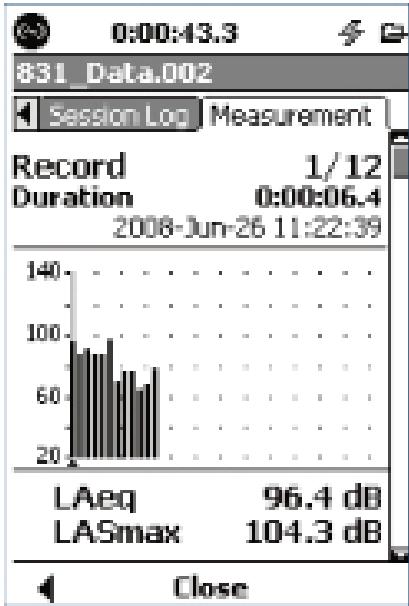 0:00:43.3
831_Data.002
Session Log Measurement
Record 1/12
Duration 0:00:06.4
2008-Jun-26 11:22:39
140
100
60
20
LAeq 96.4 dB
LASmax 104.3 dB
Close